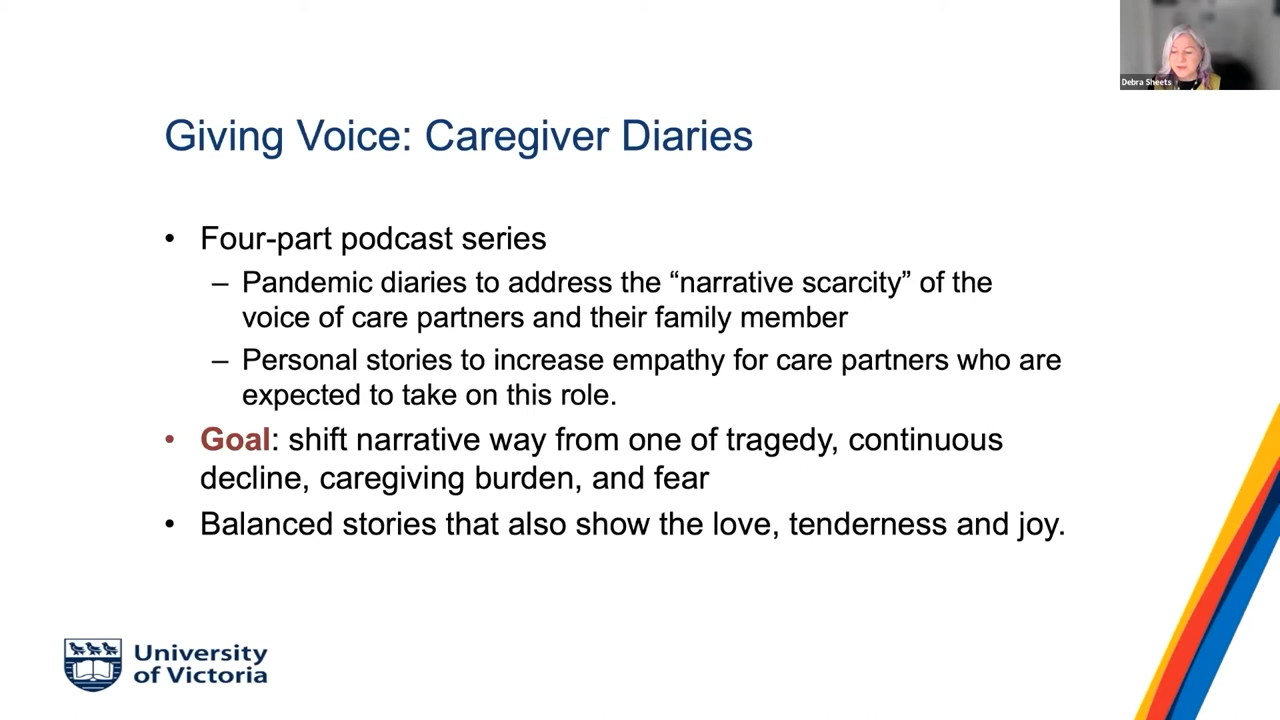 Debra Sheets
Giving Voice: Caregiver Diaries
• Four-part podcast series
– Pandemic diaries to address the “narrative scarcity” of the
voice of care partners and their family member
– Personal stories to increase empathy for care partners who are
expected to take on this role.
• Goal: shift narrative way from one of tragedy, continuous
decline, caregiving burden, and fear
• Balanced stories that also show the love, tenderness and joy.
University
of Victoria